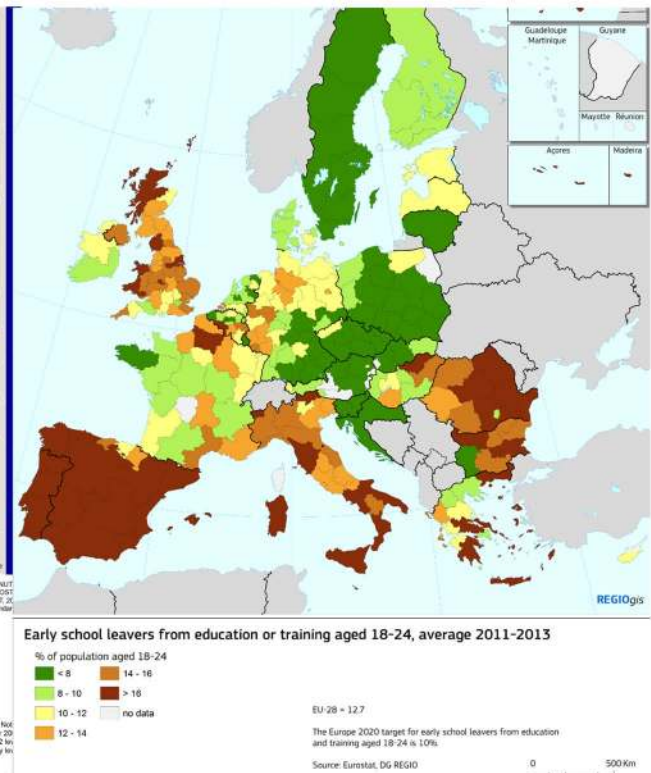 Guadeloupe
Martinique
Guyane
Mayotte
Réunion
Açores
Madeira
REGIOgis
Early school leavers from education or training aged 18-24, average 2011-2013
% of population aged 18-24
< 8
8 - 10
10 - 12
12 - 14
14 - 16
> 16
no data
EU-28 = 12.7
The Europe 2020 target for early school leavers from education
and training aged 18-24 is 10%.
Source: Eurostat, DG REGIO
0 500 Km